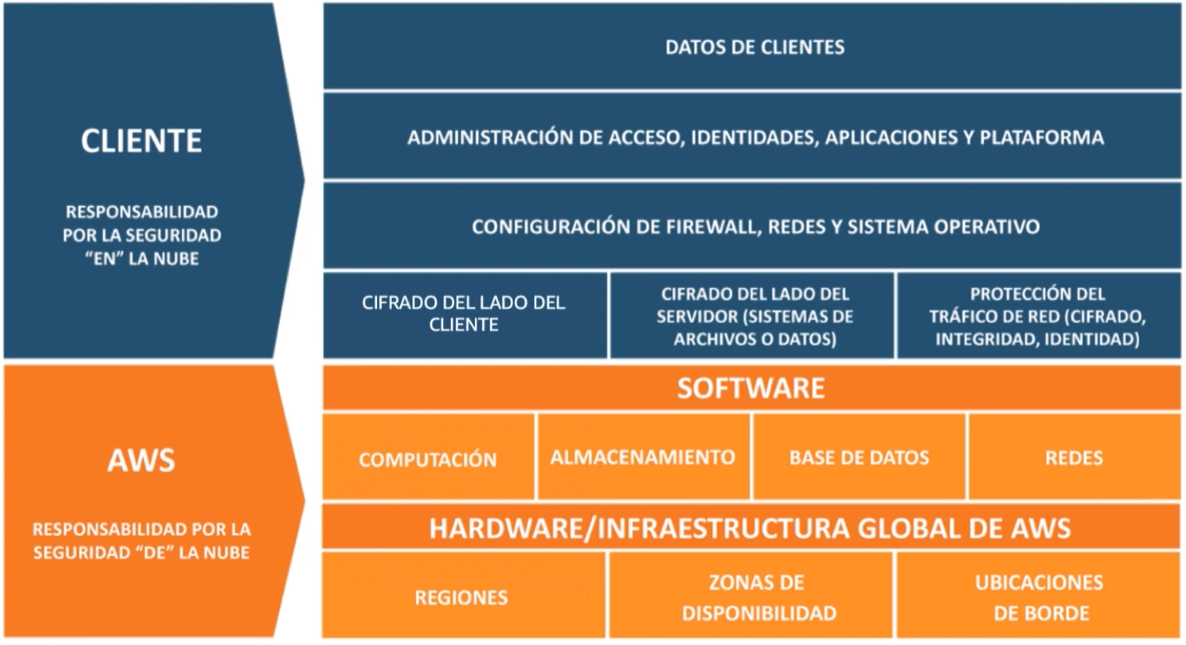 CLIENTE
RESPONSABILIDAD
POR LA SEGURIDAD
“EN” LA NUBE
DATOS DE CLIENTES
ADMINISTRACIÓN DE ACCESO, IDENTIDADES, APLICACIONES Y PLATAFORMA
CONFIGURACIÓN DE FIREWALL, REDES Y SISTEMA OPERATIVO
CIFRADO DEL LADO DEL
CLIENTE
CIFRADO DEL LADO DEL
SERVIDOR (SISTEMAS DE
ARCHIVOS O DATOS)
PROTECCIÓN DEL
TRÁFICO DE RED (CIFRADO,
INTEGRIDAD, IDENTIDAD)
AWS
RESPONSABILIDAD POR LA
SEGURIDAD “DE” LA NUBE
SOFTWARE
COMPUTACIÓN
ALMACENAMIENTO
BASE DE DATOS
REDES
HARDWARE/INFRAESTRUCTURA GLOBAL DE AWS
REGIONES
ZONAS DE
DISPONIBILIDAD
UBICACIONES
DE BORDE